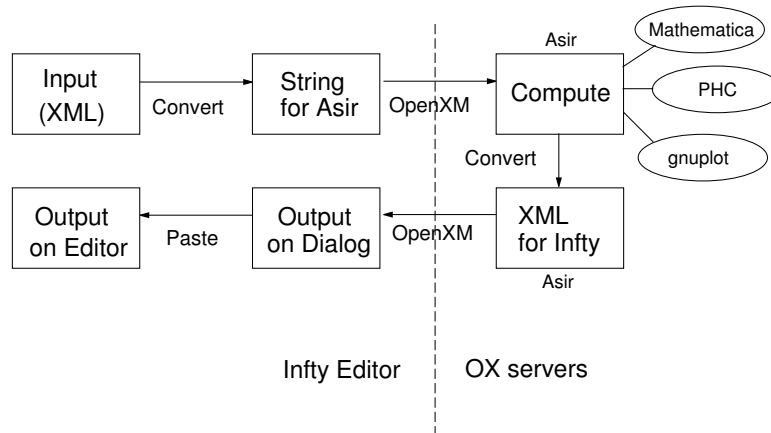 Mathematica
Asir
Input
(XML)
Convert
String
for Asir
OpenXM
Compute
PHC
gnuplot
Convert
Output
on Editor
Paste
Output
on Dialog
OpenXM
XML
for Infty
Asir
Infty Editor
OX servers